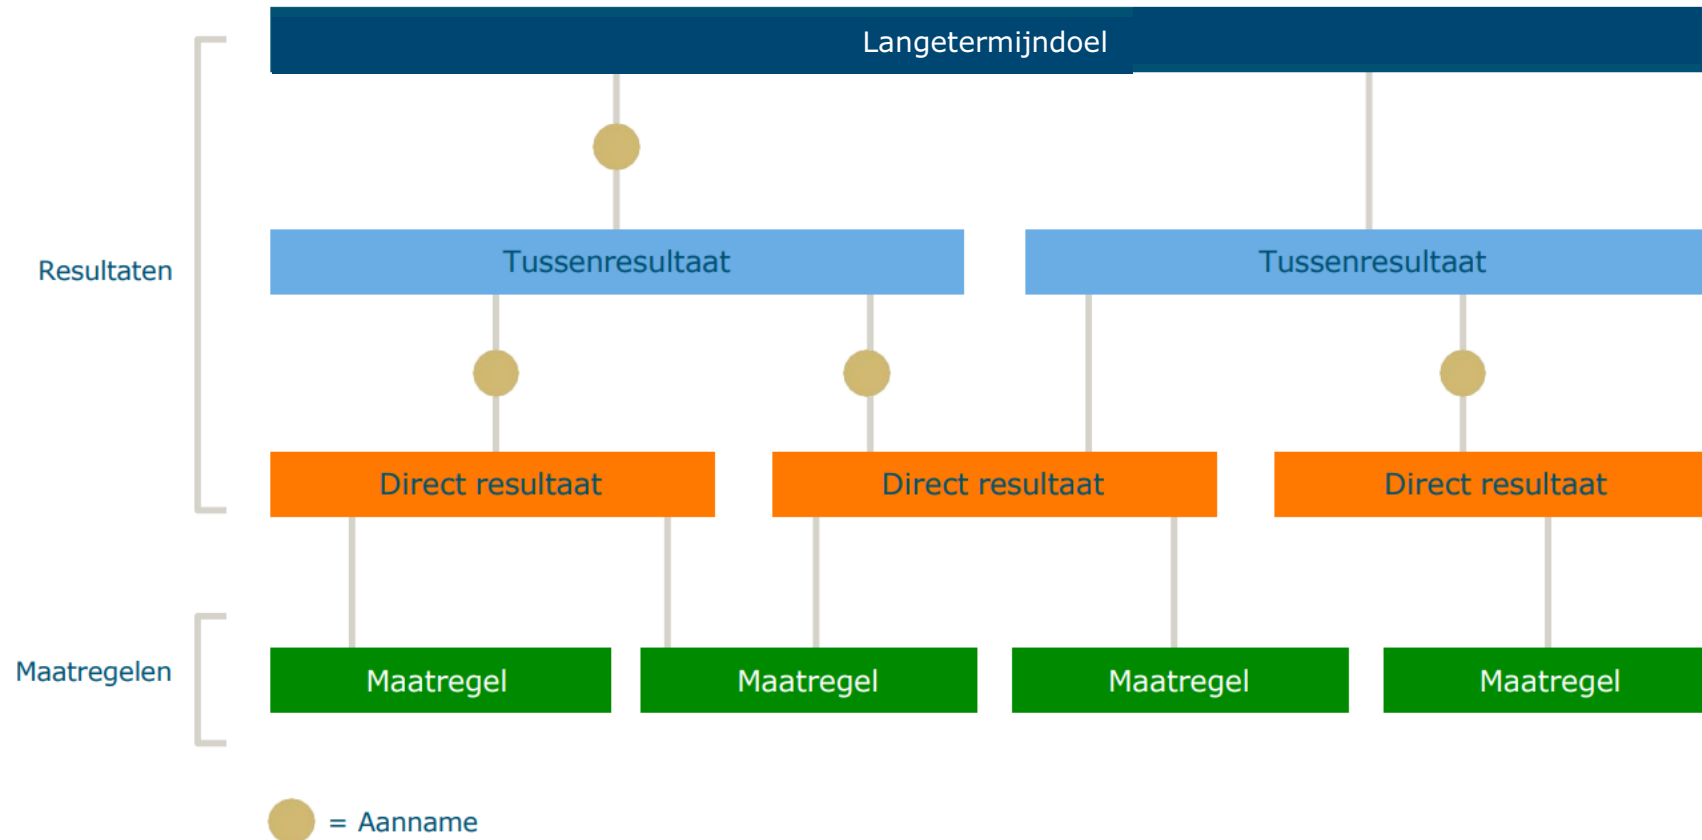 Langetermijndoel
Resultaten
Tussenresultaat
Tussenresultaat
Direct resultaat
Direct resultaat
Direct resultaat
Maatregelen
Maatregel
Maatregel
Maatregel
Maatregel
= Aanname